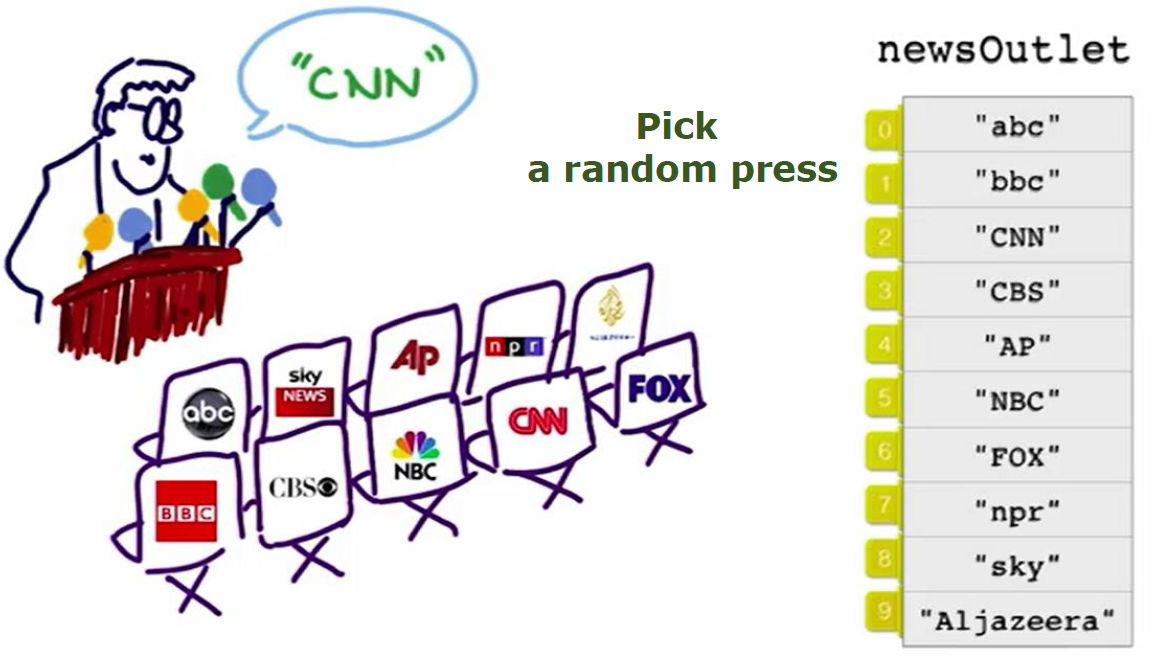 "CNN"
Pick
a random press
newsOutlet
0 "abc"
1 "bbc"
2 "CNN"
3 "CBS"
4 "AP"
5 "NBC"
6 "FOX"
7 "npr"
8 "sky"
9 "Aljazeera"
abc
sky
NEWS
AP
npr
BBC
CBS
NBC
CNN
FOX